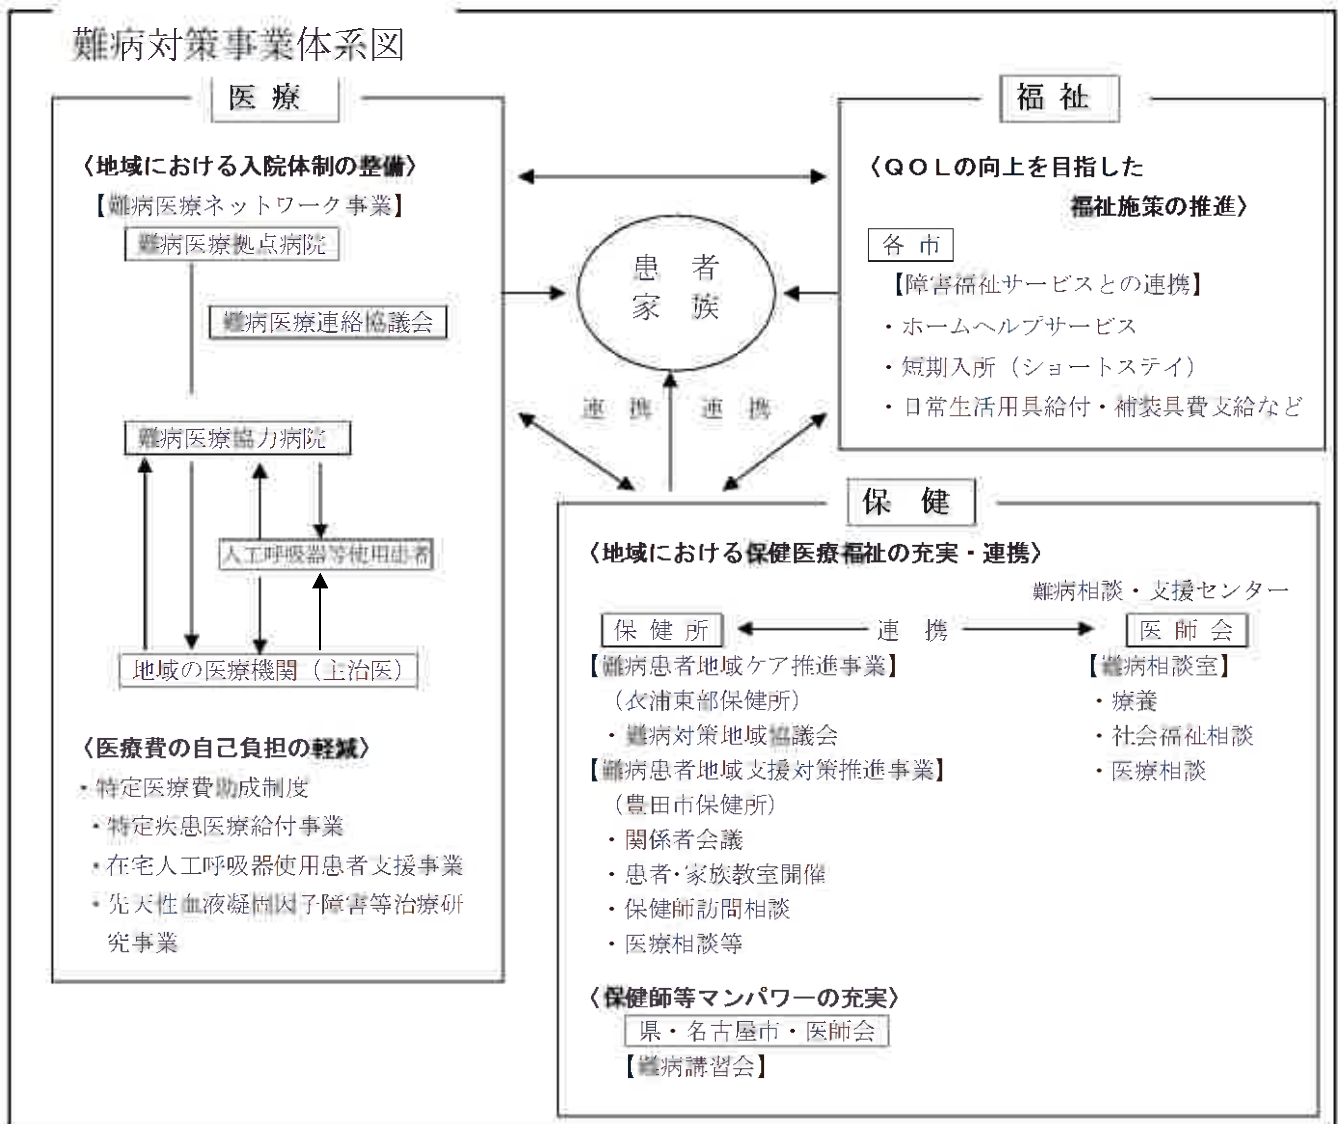 難病対策事業体系図
医 療
〈地域における入院体制の整備〉
【難病医療ネットワーク事業】
難病医療拠点病院
難病医療連絡協議会
難病医療協力病院
人工呼吸器等使用患者
地域の医療機関（主治医）
〈医療費の自己負担の軽減〉
・特定医療費助成制度
・特定疾患医療給付事業
・在宅人工呼吸器使用患者支援事業
・先天性血液凝固因子障害等治療研
究事業
患 者
家 族
連 携
連 携
福 祉
〈ＱＯＬの向上を目指した
福祉施策の推進〉
各 市
【障害福祉サービスとの連携】
・ホームヘルプサービス
・短期入所（ショートステイ）
・日常生活用具給付・補装具費支給など
保 健
〈地域における保健医療福祉の充実・連携〉
難病相談・支援センター
保 健 所
連 携
医 師 会
【難病患者地域ケア推進事業】
（衣浦東部保健所）
・難病対策地域協議会
【難病患者地域支援対策推進事業】
（豊田市保健所）
・関係者会議
・患者･家族教室開催
・保健師訪問相談
・医療相談等
【難病相談室】
・療養
・社会福祉相談
・医療相談
〈保健師等マンパワーの充実〉
県・名古屋市・医師会
【難病講習会】